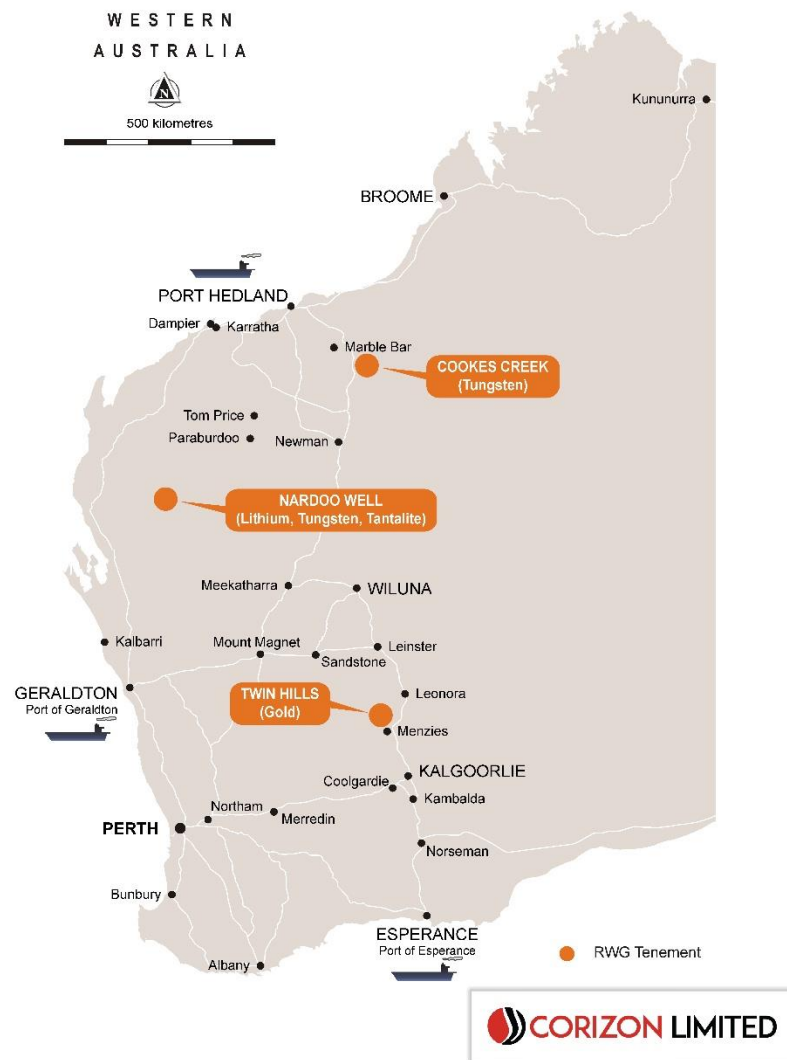 WESTERN
AUSTRALIA
N
500 kilometres
Kununurra
BROOME
PORT HEDLAND
Dampier
Karratha
Marble Bar
COOKES CREEK
(Tungsten)
Tom Price
Paraburdoo
Newman
NARDOO WELL
(Lithium, Tungsten, Tantalite)
Meekatharra
WILUNA
Kalbarri
Mount Magnet
Leinster
Sandstone
GERALDTON
Port of Geraldton
TWIN HILLS
(Gold)
Leonora
Menzies
KALGOORLIE
Coolgardie
Kambalda
Northam
Merredin
PERTH
Norseman
Bunbury
ESPERANCE
Port of Esperance
Albany
RWG Tenement
CORIZON LIMITED